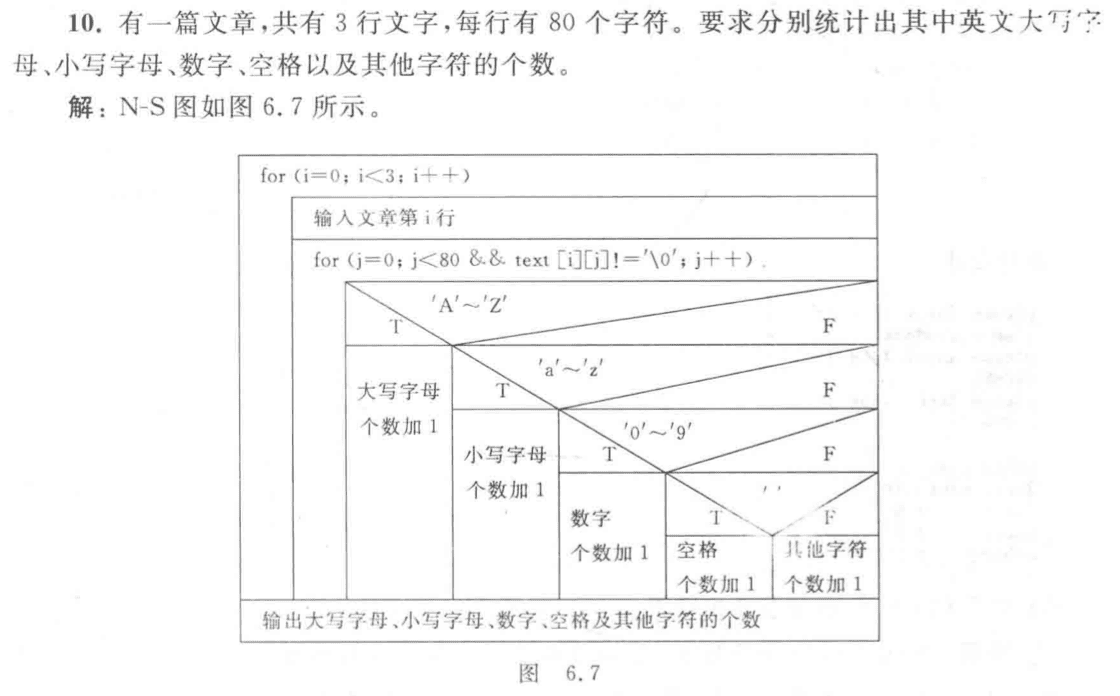 10. 有一篇文章,共有 3 行文字,每行有 80 个字符。要求分别统计出其中英文大写字
母、小写字母、数字、空格以及其他字符的个数。
解: N-S 图如图 6.7 所示。
for (i=0; i<3; i++)
输入文章第 i 行
for (j=0; j<80 && text [i][j]!='\0'; j++)
'A'～'Z'
T
F
'a'～'z'
T
F
大写字母
个数加 1
'0'～'9'
T
F
小写字母
个数加 1
' '
T
F
数字
个数加 1
空格
个数加 1
其他字符
个数加 1
输出大写字母、小写字母、数字、空格及其他字符的个数
图 6.7